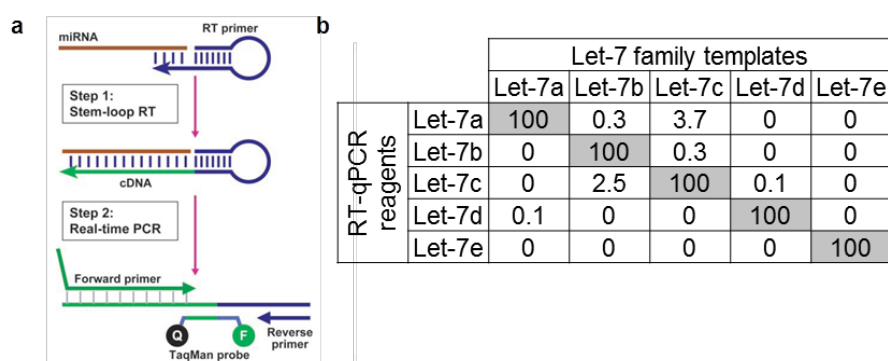 a
miRNA
RT primer
Step 1:
Stem-loop RT
cDNA
Step 2:
Real-time PCR
Forward primer
Q
F
TaqMan probe
Reverse
primer
b
Let-7 family templates
Let-7a Let-7b Let-7c Let-7d Let-7e
RT-qPCR
reagents
Let-7a 100 0.3 3.7 0 0
Let-7b 0 100 0.3 0 0
Let-7c 0 2.5 100 0.1 0
Let-7d 0.1 0 0 100 0
Let-7e 0 0 0 0 100